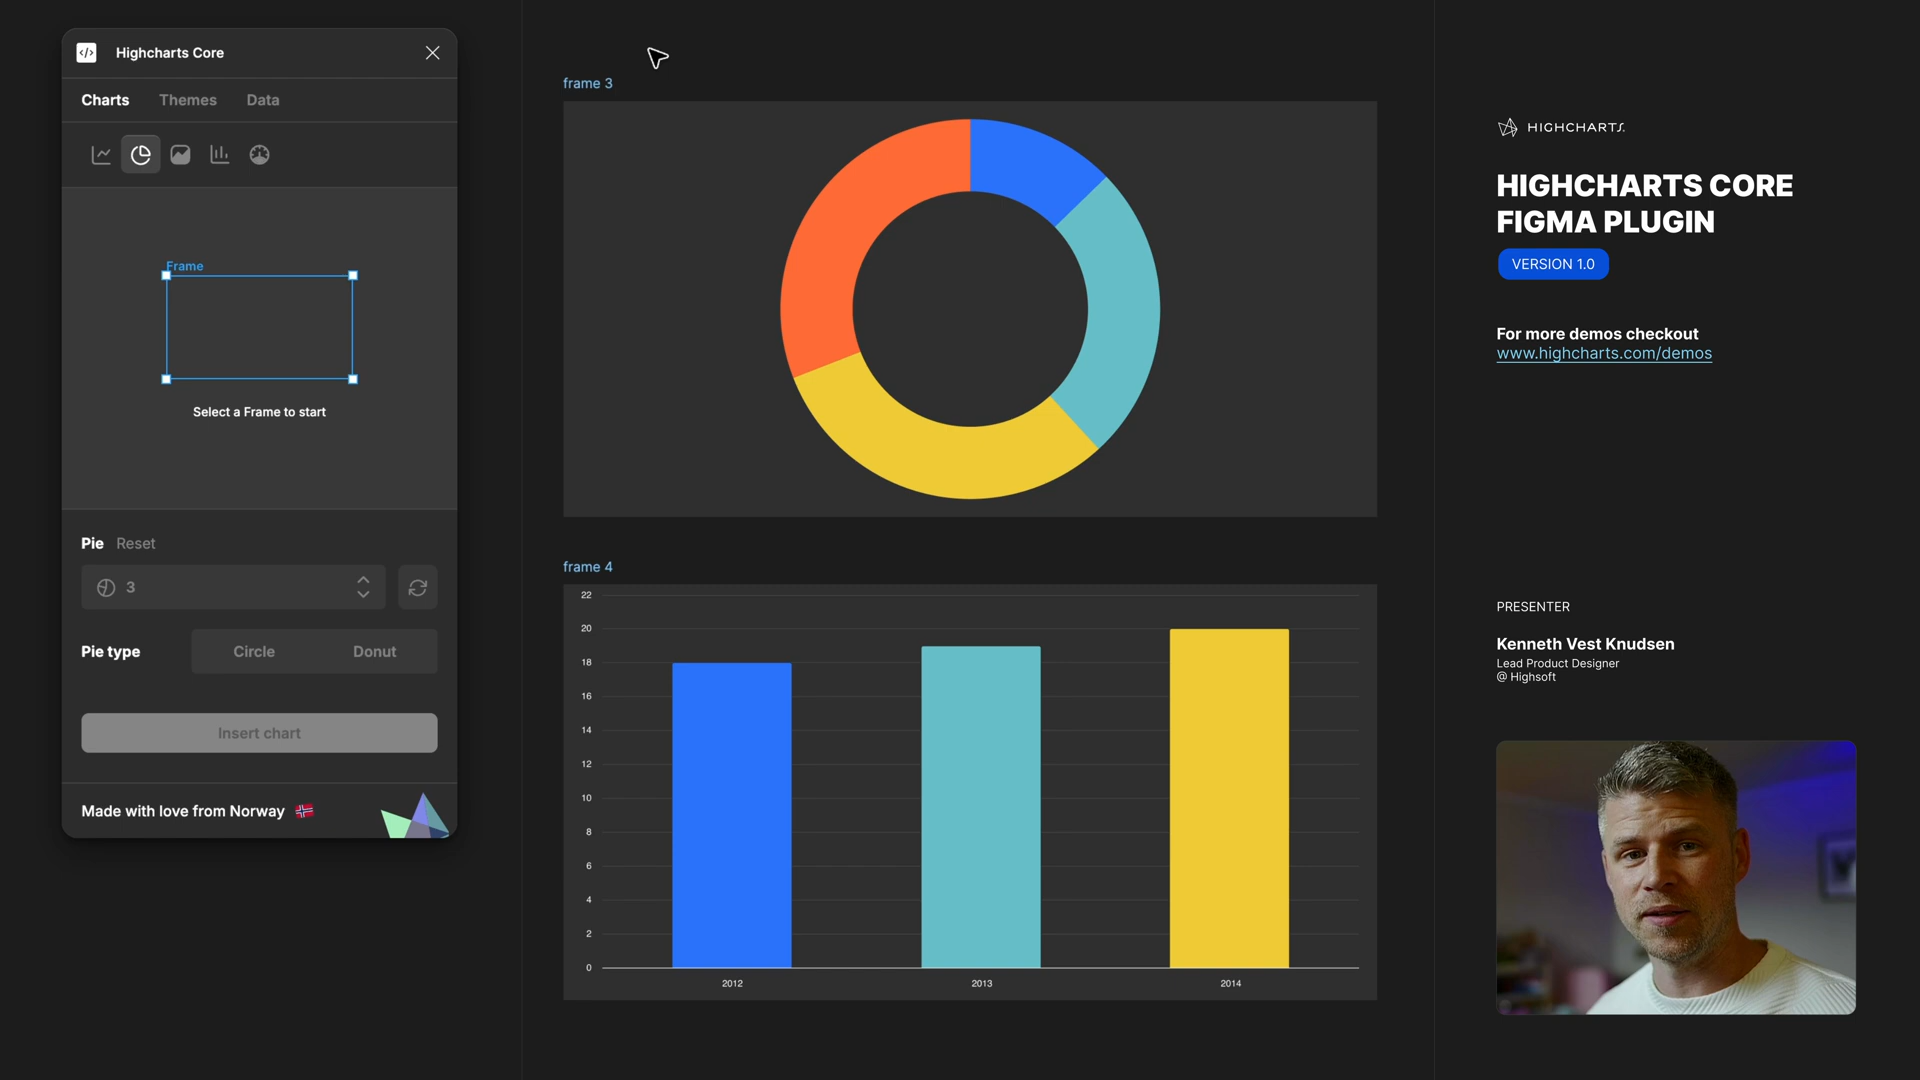 Highcharts Core
Charts Themes Data
Frame
Select a Frame to start
Pie Reset
3
Pie type Circle Donut
Insert chart
Made with love from Norway
frame 3
frame 4
22
20
18
16
14
12
10
8
6
4
2
0
2012 2013 2014
HIGHCHARTS
HIGHCHARTS CORE
FIGMA PLUGIN
VERSION 1.0
For more demos checkout
www.highcharts.com/demos
PRESENTER
Kenneth Vest Knudsen
Lead Product Designer
@ Highsoft